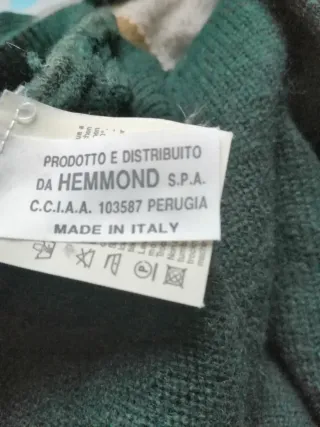 PRODOTTO E DISTRIBUITO
DA HEMMOND S.P.A.
C.C.I.A.A. 103587 PERUGIA
MADE IN ITALY
P